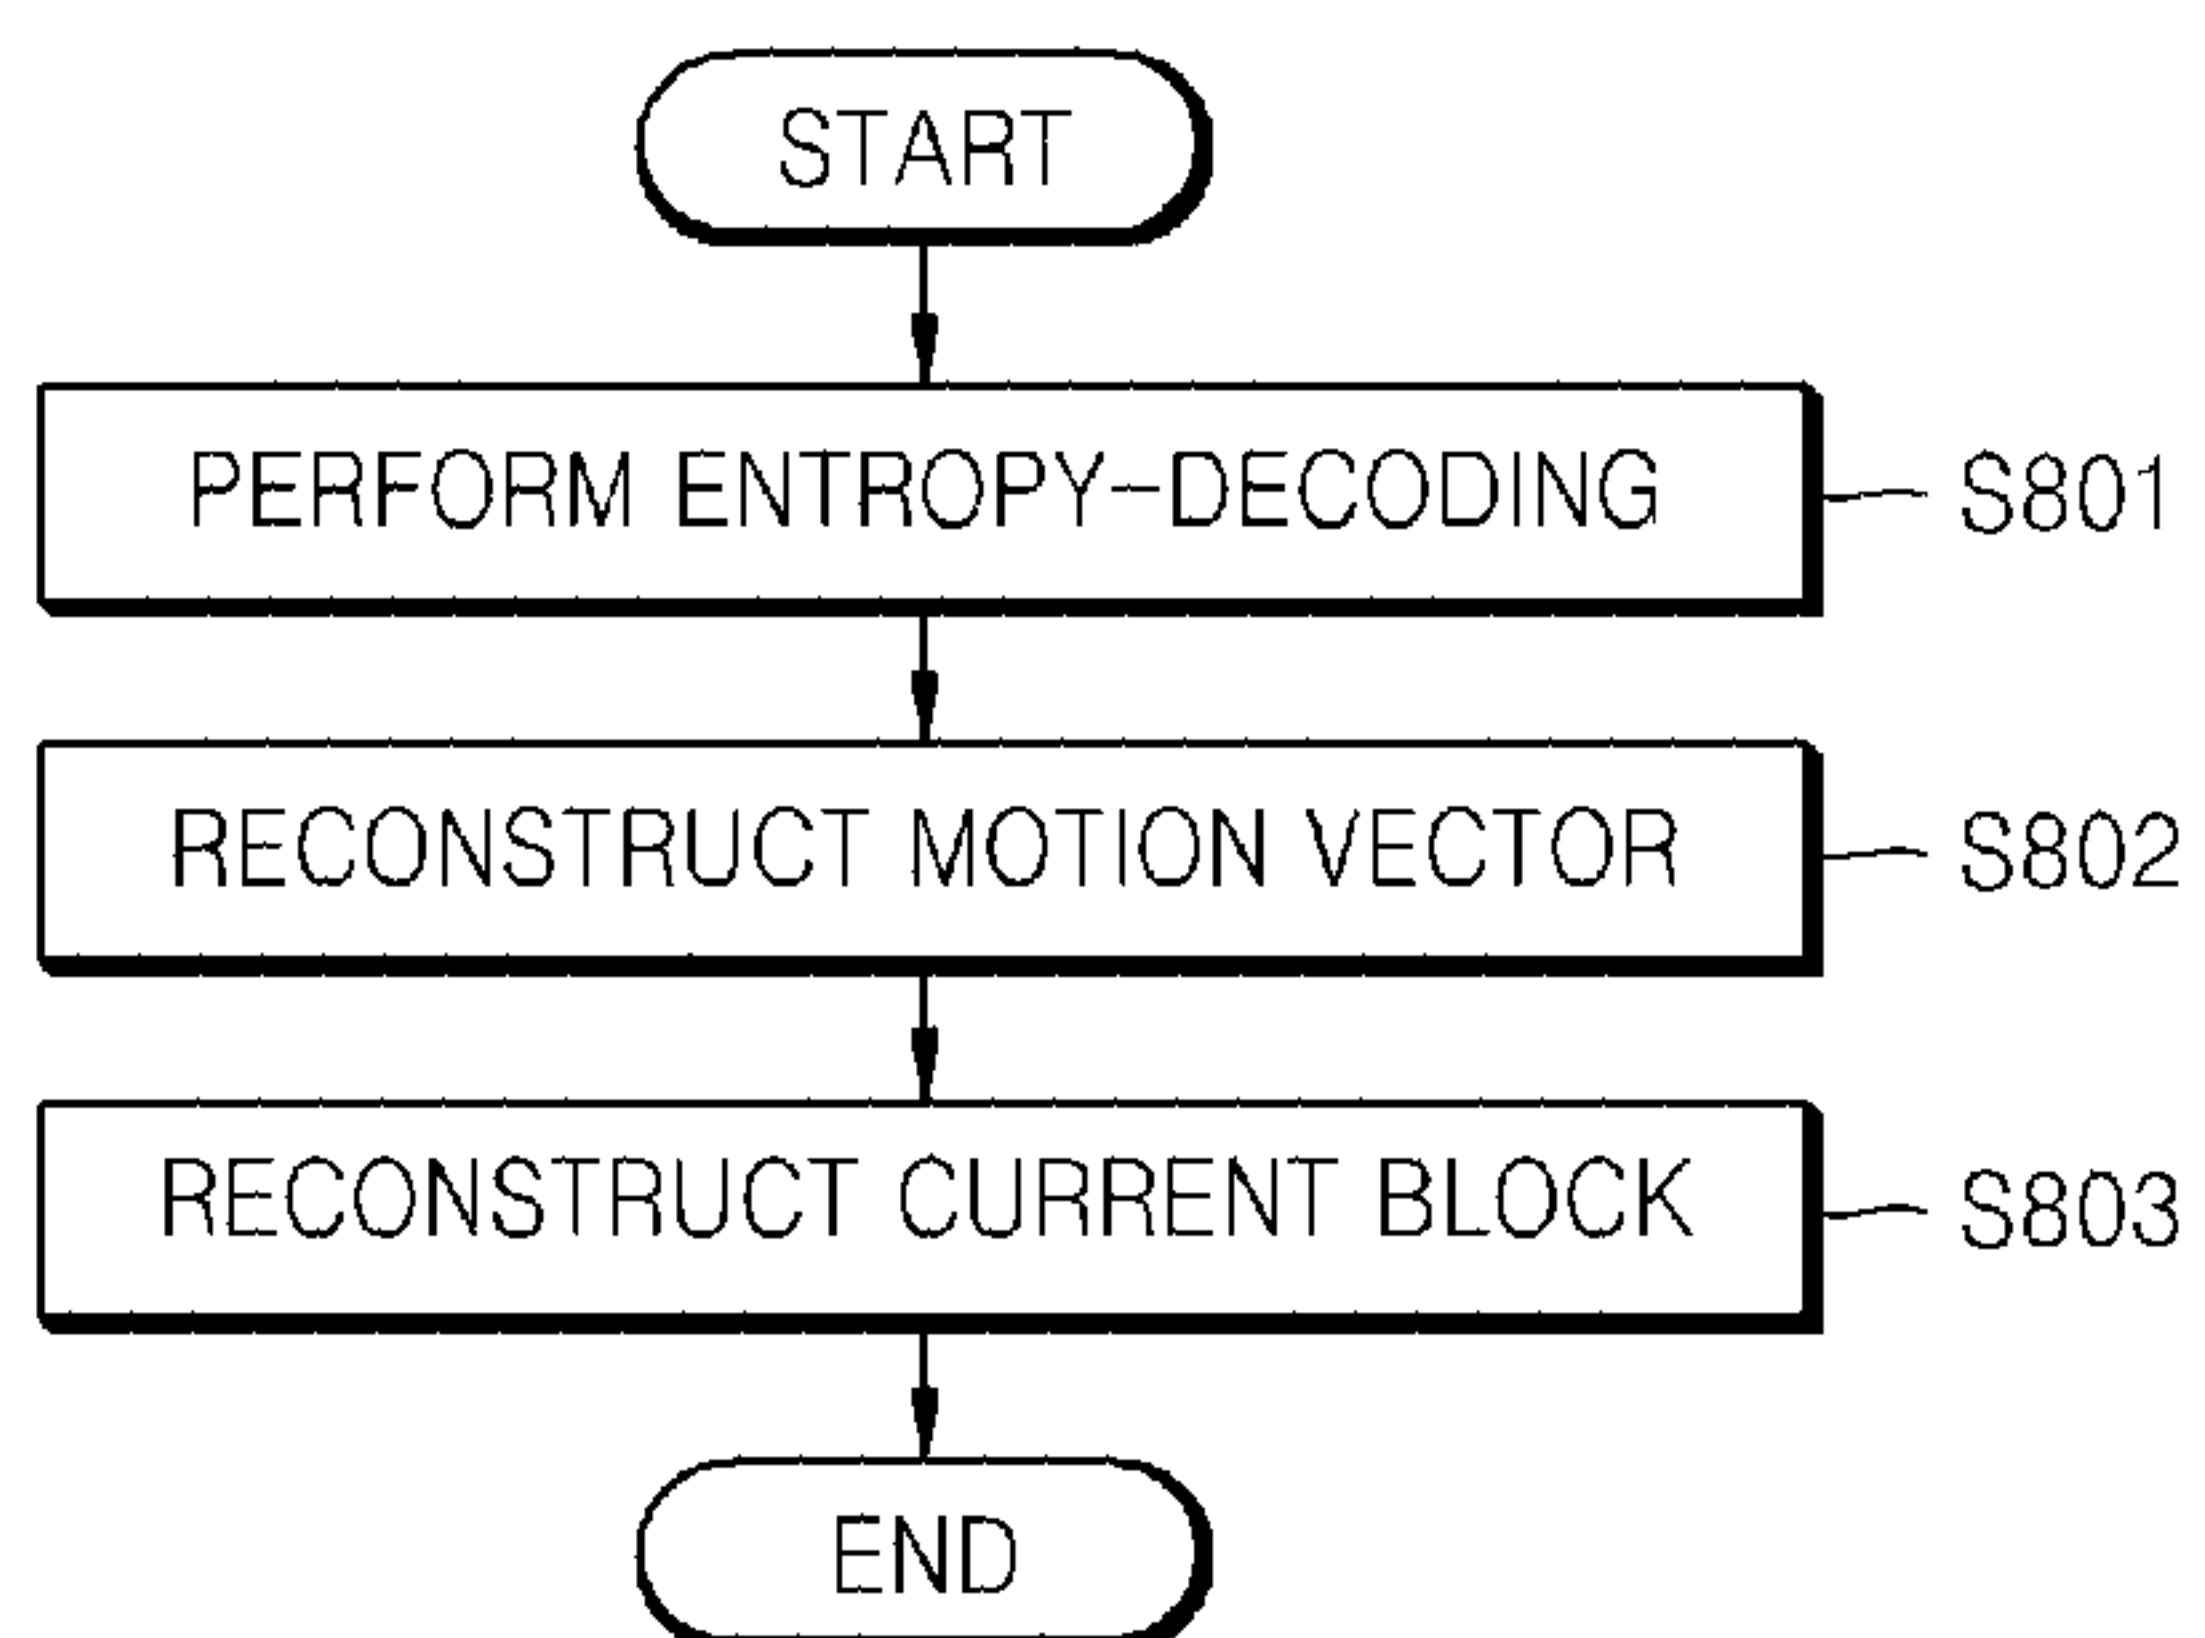 START
PERFORM ENTROPY-DECODING
S801
RECONSTRUCT MOTION VECTOR
S802
RECONSTRUCT CURRENT BLOCK
S803
END